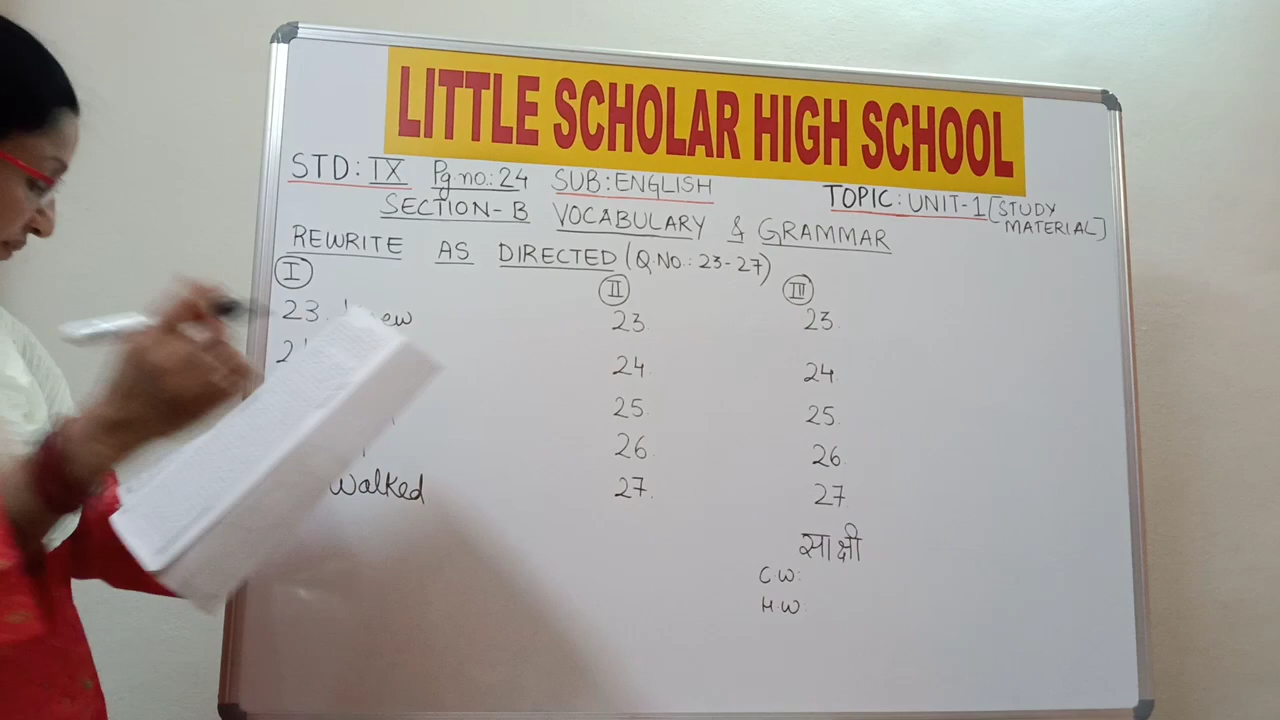 LITTLE SCHOLAR HIGH SCHOOL
STD: IX Pg.no.: 24 SUB: ENGLISH TOPIC: UNIT-1 [STUDY MATERIAL]
SECTION-B VOCABULARY & GRAMMAR
REWRITE AS DIRECTED (Q.NO.: 23-27)
I II III
23. 23. 23.
24. 24.
25. 25.
26. 26.
Walked 27. 27
साक्षी
C.W:
H.W: